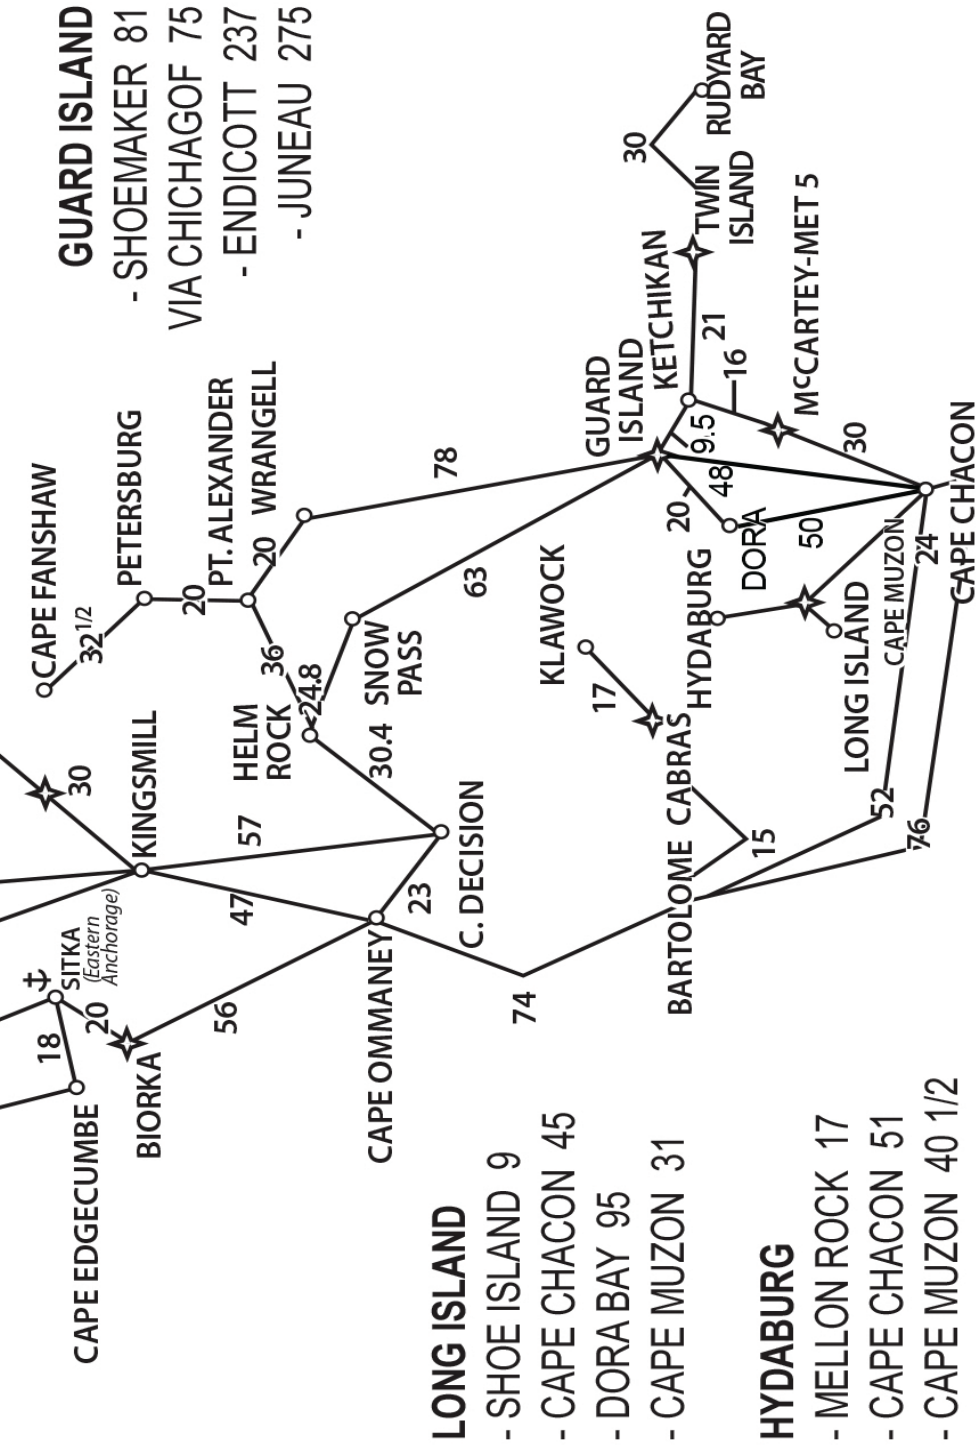 GUARD ISLAND
- SHOEMAKER 81
VIA CHICHAGOF 75
- ENDICOTT 237
- JUNEAU 275
RUDYARD
BAY
30
TWIN
ISLAND
KETCHIKAN
21
16
MCCARTEY-MET 5
GUARD
ISLAND
9.5
48
20
30
DORA
50
CAPE CHACON
24
CAPE MUZON
CAPE FANSHAW
32 1/2
PETERSBURG
20
PT. ALEXANDER
WRANGELL
20
78
36
24.8
SNOW
PASS
63
HELM
ROCK
30.4
KLAWOCK
17
HYDABURG
LONG ISLAND
30
KINGSMILL
57
47
C. DECISION
23
BARTOLOME
CABRAS
15
52
76
SITKA
(Eastern
Anchorage)
20
18
56
BIORKA
CAPE OMMANEY
74
CAPE EDGECUMBE
LONG ISLAND
- SHOE ISLAND 9
- CAPE CHACON 45
- DORA BAY 95
- CAPE MUZON 31
HYDABURG
- MELLON ROCK 17
- CAPE CHACON 51
- CAPE MUZON 40 1/2